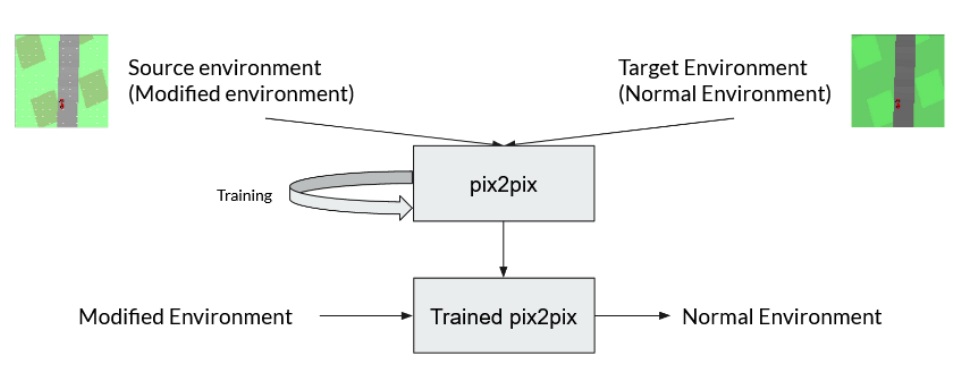 Source environment
(Modified environment)
Target Environment
(Normal Environment)
pix2pix
Training
Modified Environment
Trained pix2pix
Normal Environment